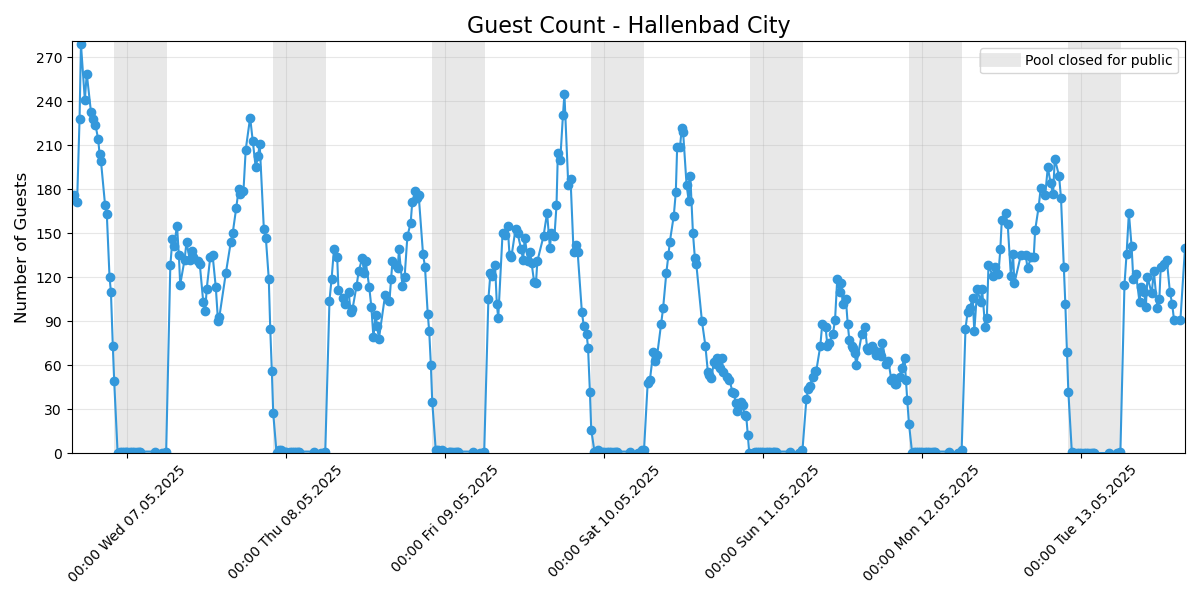 Guest Count - Hallenbad City
Pool closed for public
Number of Guests
270
240
210
180
150
120
90
60
30
0
00:00 Wed 07.05.2025
00:00 Thu 08.05.2025
00:00 Fri 09.05.2025
00:00 Sat 10.05.2025
00:00 Sun 11.05.2025
00:00 Mon 12.05.2025
00:00 Tue 13.05.2025